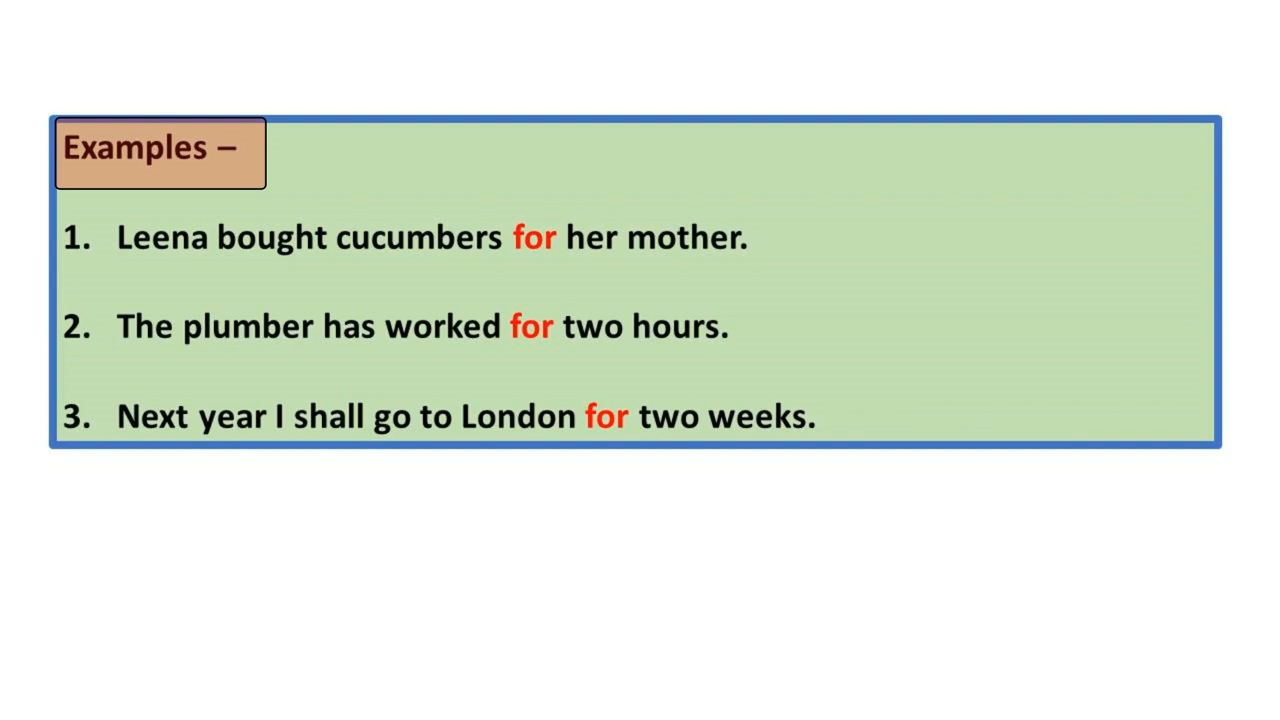 Examples –
1. Leena bought cucumbers for her mother.
2. The plumber has worked for two hours.
3. Next year I shall go to London for two weeks.